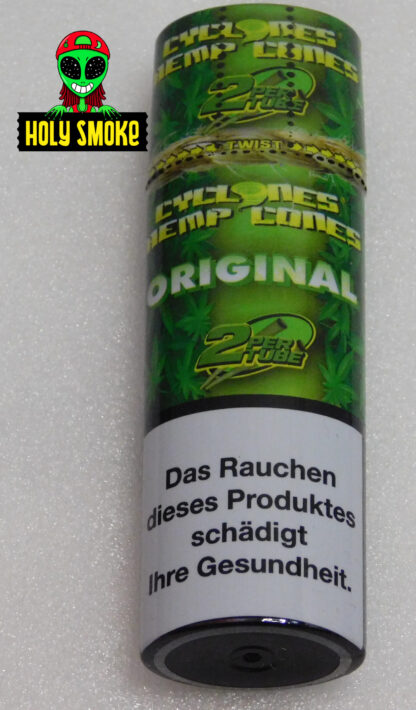 HOLY SMOKE
CYCLONES
HEMP CONES
2 PER
TUBE
TWIST
CYCLONES
HEMP CONES
ORIGINAL
2 PER
TUBE
Das Rauchen
dieses Produktes
schädigt
Ihre Gesundheit.